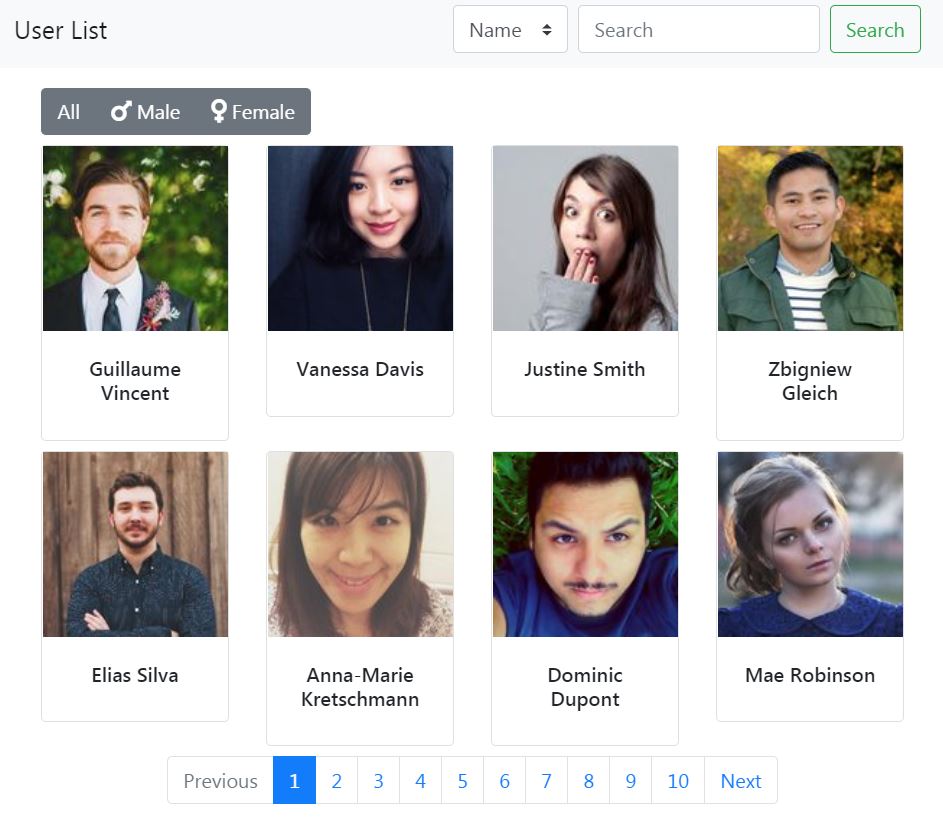 User List
Name
Search
Search
All
Male
Female
Guillaume
Vincent
Vanessa Davis
Justine Smith
Zbigniew
Gleich
Elias Silva
Anna-Marie
Kretschmann
Dominic
Dupont
Mae Robinson
Previous 1 2 3 4 5 6 7 8 9 10 Next